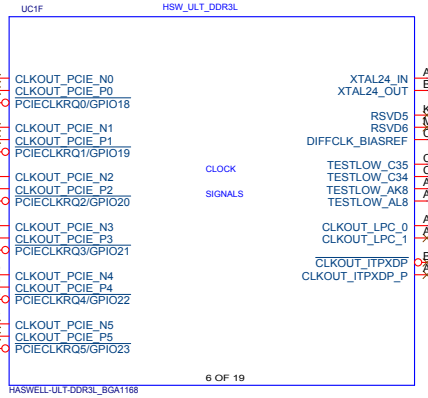 UC1F
HSW_ULT_DDR3L
CLKOUT_PCIE_N0
CLKOUT_PCIE_P0
PCIECLKRQ0/GPIO18
CLKOUT_PCIE_N1
CLKOUT_PCIE_P1
PCIECLKRQ1/GPIO19
CLKOUT_PCIE_N2
CLKOUT_PCIE_P2
PCIECLKRQ2/GPIO20
CLKOUT_PCIE_N3
CLKOUT_PCIE_P3
PCIECLKRQ3/GPIO21
CLKOUT_PCIE_N4
CLKOUT_PCIE_P4
PCIECLKRQ4/GPIO22
CLKOUT_PCIE_N5
CLKOUT_PCIE_P5
PCIECLKRQ5/GPIO23
CLOCK
SIGNALS
XTAL24_IN
XTAL24_OUT
RSVD5
RSVD6
DIFFCLK_BIASREF
TESTLOW_C35
TESTLOW_C34
TESTLOW_AK8
TESTLOW_AL8
CLKOUT_LPC_0
CLKOUT_LPC_1
CLKOUT_ITPXDP
CLKOUT_ITPXDP_P
6 OF 19
HASWELL-ULT-DDR3L_BGA1168